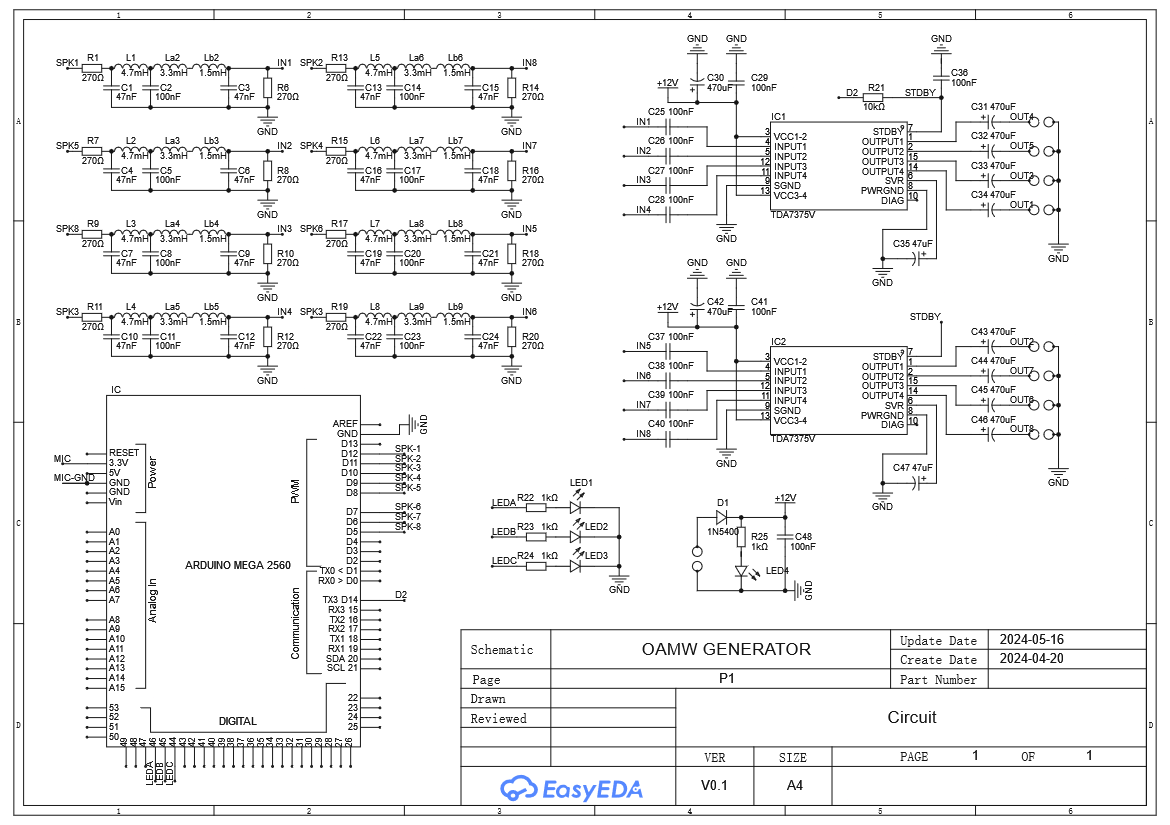 1 2 3 4 5 6
A
B
C
D
SPK1 R1 270Ω L1 4.7mH La2 3.3mH Lb2 1.5mH IN1
C1 47nF C2 100nF C3 47nF R6 270Ω
GND
SPK2 R13 270Ω L5 4.7mH La6 3.3mH Lb6 1.5mH IN8
C13 47nF C14 100nF C15 47nF R14 270Ω
GND
SPK5 R7 270Ω L2 4.7mH La3 3.3mH Lb3 1.5mH IN2
C4 47nF C5 100nF C6 47nF R8 270Ω
GND
SPK4 R15 270Ω L6 4.7mH La7 3.3mH Lb7 1.5mH IN7
C16 47nF C17 100nF C18 47nF R16 270Ω
GND
SPK8 R9 270Ω L3 4.7mH La4 3.3mH Lb4 1.5mH IN3
C7 47nF C8 100nF C9 47nF R10 270Ω
GND
SPK6 R17 270Ω L7 4.7mH La8 3.3mH Lb8 1.5mH IN5
C19 47nF C20 100nF C21 47nF R18 270Ω
GND
SPK3 R11 270Ω L4 4.7mH La5 3.3mH Lb5 1.5mH IN4
C10 47nF C11 100nF C12 47nF R12 270Ω
GND
SPK3 R19 270Ω L8 4.7mH La9 3.3mH Lb9 1.5mH IN6
C22 47nF C23 100nF C24 47nF R20 270Ω
GND
GND GND GND
+12V C30 470uF C29 100nF
C36 100nF
D2 R21 10kΩ STDBY
IN1 C25 100nF
IN2 C26 100nF
IN3 C27 100nF
IN4 C28 100nF
IC1
3 VCC1-2
4 INPUT1
5 INPUT2
12 INPUT3
11 INPUT4
9 SGND
13 VCC3-4
STDBY 7
OUTPUT1 1
OUTPUT2 2
OUTPUT3 15
OUTPUT4 14
SVR 6
PWRGND 8
DIAG 10
TDA7375V
C31 470uF OUT4
C32 470uF OUT5
C33 470uF OUT3
C34 470uF OUT1
C35 47uF
GND GND GND
GND GND
+12V C42 470uF C41 100nF
STDBY
IN5 C37 100nF
IN6 C38 100nF
IN7 C39 100nF
IN8 C40 100nF
IC2
3 VCC1-2
4 INPUT1
5 INPUT2
12 INPUT3
11 INPUT4
9 SGND
13 VCC3-4
STDBY 7
OUTPUT1 1
OUTPUT2 2
OUTPUT3 15
OUTPUT4 14
SVR 6
PWRGND 8
DIAG 10
TDA7375V
C43 470uF OUT2
C44 470uF OUT7
C45 470uF OUT6
C46 470uF OUT8
C47 47uF
GND GND GND
IC
ARDUINO MEGA 2560
MIC
MIC-GND
RESET
3.3V
5V
GND
GND
Vin
Power
A0
A1
A2
A3
A4
A5
A6
A7
A8
A9
A10
A11
A12
A13
A14
A15
Analog In
53
52
51
50
AREF
GND GND
D13
D12 SPK-1
D11 SPK-2
D10 SPK-3
D9 SPK-4
D8 SPK-5
D7 SPK-6
D6 SPK-7
D5 SPK-8
D4
D3
D2
PWM
TX0 < D1
RX0 > D0
TX3 D14 D2
RX3 15
TX2 16
RX2 17
TX1 18
RX1 19
SDA 20
SCL 21
Communication
22
23
24
25
DIGITAL
49 48 47 46 45 44 43 42 41 40 39 38 37 36 35 34 33 32 31 30 29 28 27 26
LEDA LEDB LEDC
LEDA R22 1kΩ LED1
LEDB R23 1kΩ LED2
LEDC R24 1kΩ LED3
GND
D1 1N5400 +12V
R25 1kΩ C48 100nF
LED4
GND
Schematic OAMW GENERATOR Update Date 2024-05-16
Create Date 2024-04-20
Page P1 Part Number
Drawn
Reviewed Circuit
VER SIZE PAGE 1 OF 1
EasyEDA V0.1 A4
1 2 3 4 5 6
A
B
C
D